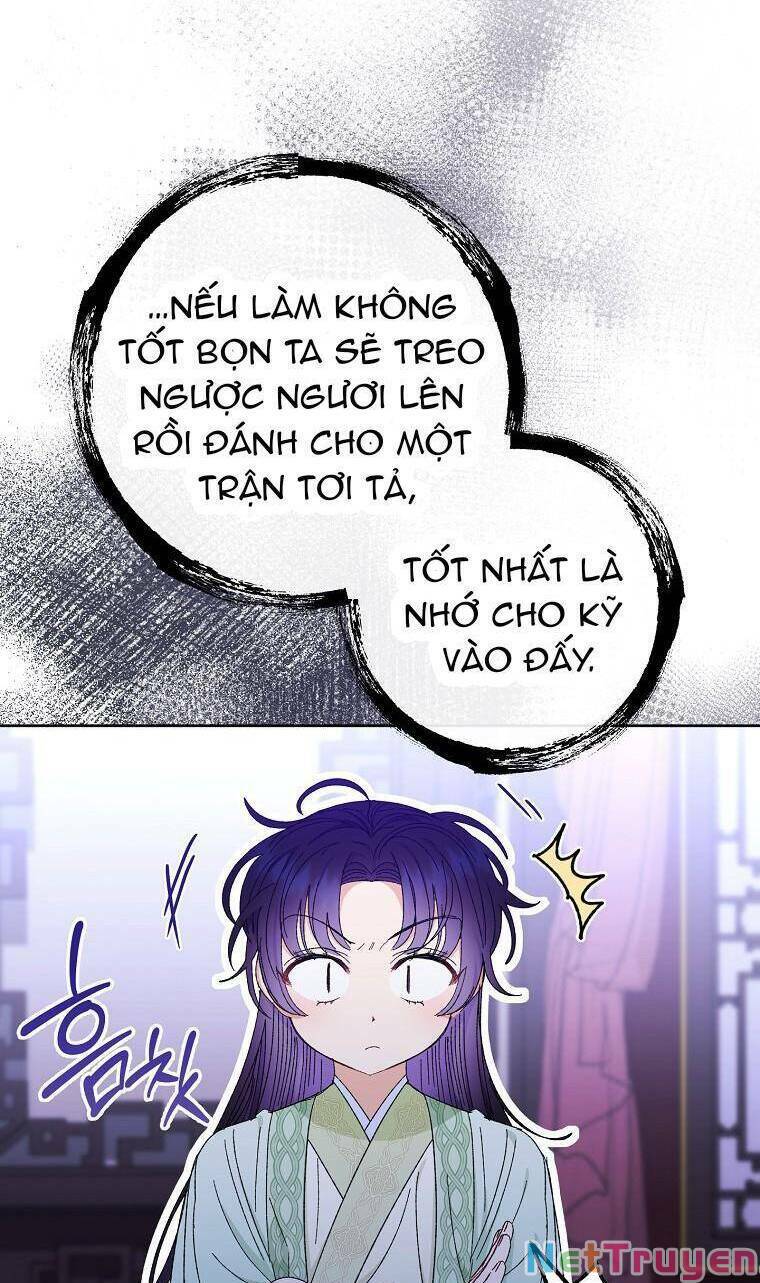 ...NẾU LÀM KHÔNG
TỐT BỌN TA SẼ TREO
NGƯỢC NGƯƠI LÊN
RỒI ĐÁNH CHO MỘT
TRẬN TƠI TẢ,
TỐT NHẤT LÀ
NHỚ CHO KỸ
VÀO ĐẤY.
흠칫
NetTruyen